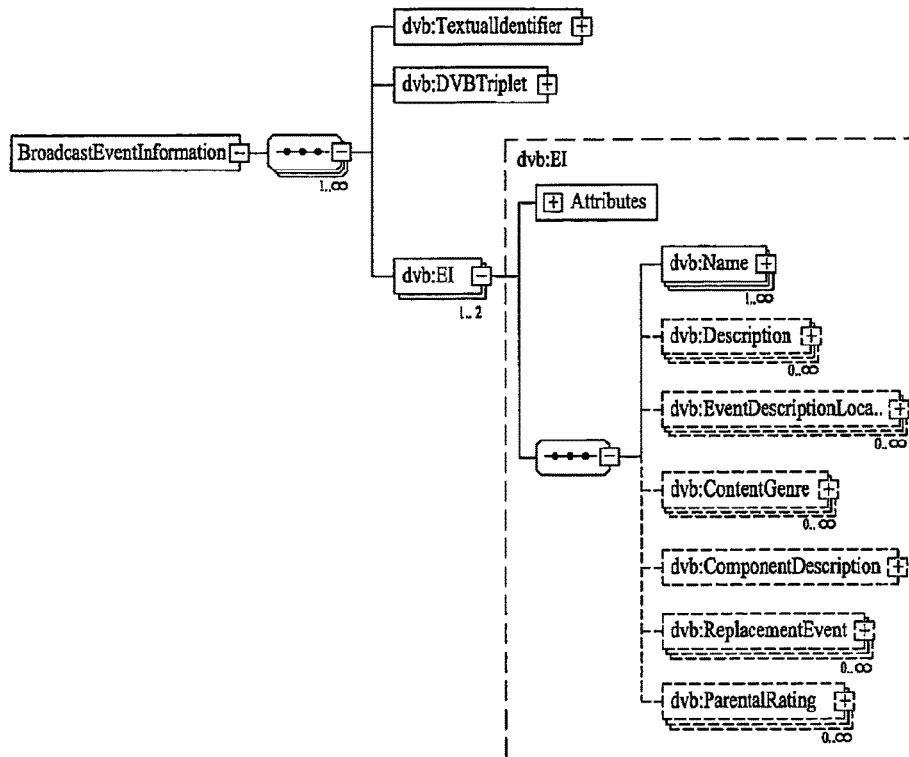 dvb:TextualIdentifier
dvb:DVBTriplet
BroadcastEventInformation
1..∞
dvb:EI
Attributes
dvb:EI
1..2
dvb:Name
1..∞
dvb:Description
0..∞
dvb:EventDescriptionLoca..
0..∞
dvb:ContentGenre
0..∞
dvb:ComponentDescription
dvb:ReplacementEvent
0..∞
dvb:ParentalRating
0..∞